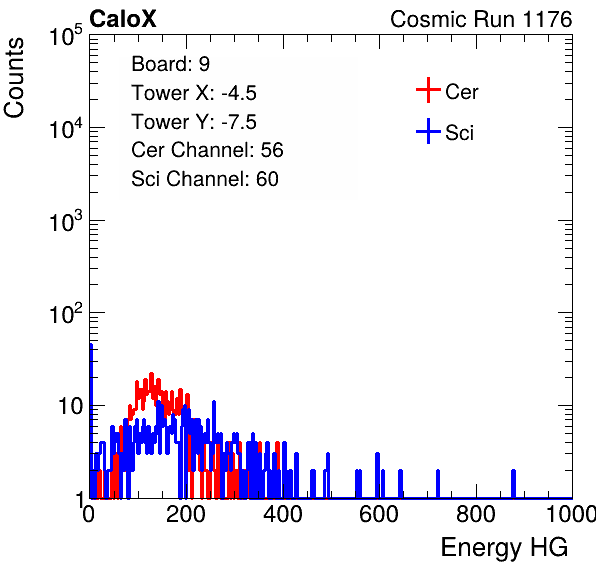 CaloX
Cosmic Run 1176
Counts
Board: 9
Tower X: -4.5
Tower Y: -7.5
Cer Channel: 56
Sci Channel: 60
Cer
Sci
10^5
10^4
10^3
10^2
10
1
0 200 400 600 800 1000
Energy HG